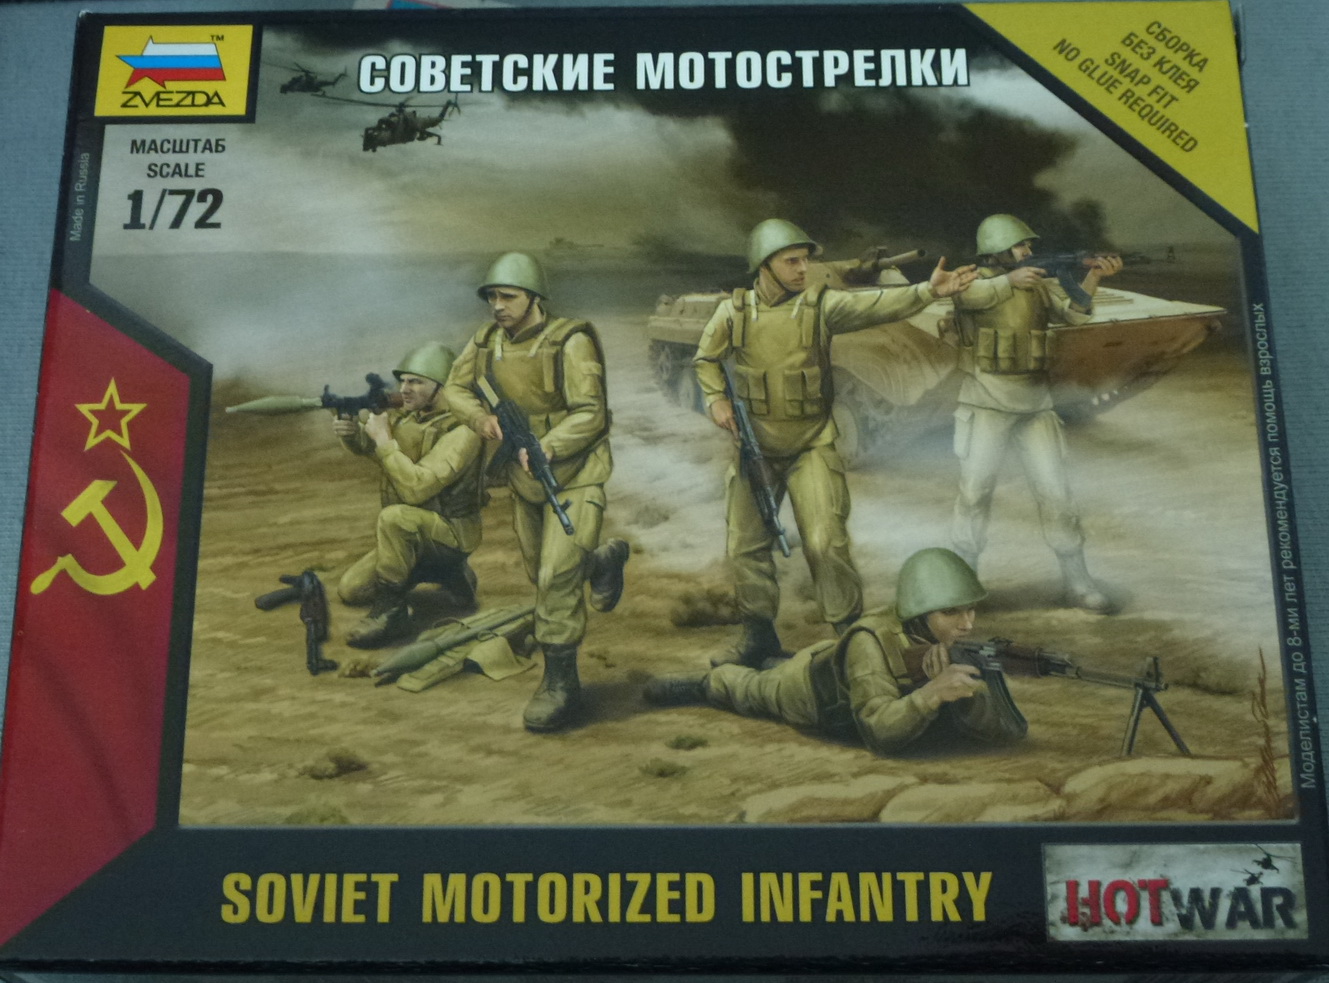 ™
ZVEZDA
СОВЕТСКИЕ МОТОСТРЕЛКИ
СБОРКА
БЕЗ КЛЕЯ
SNAP FIT
NO GLUE REQUIRED
МАСШТАБ
SCALE
1/72
Made in Russia
Моделистам до 8-ми лет рекомендуется помощь взрослых
SOVIET MOTORIZED INFANTRY
HOTWAR